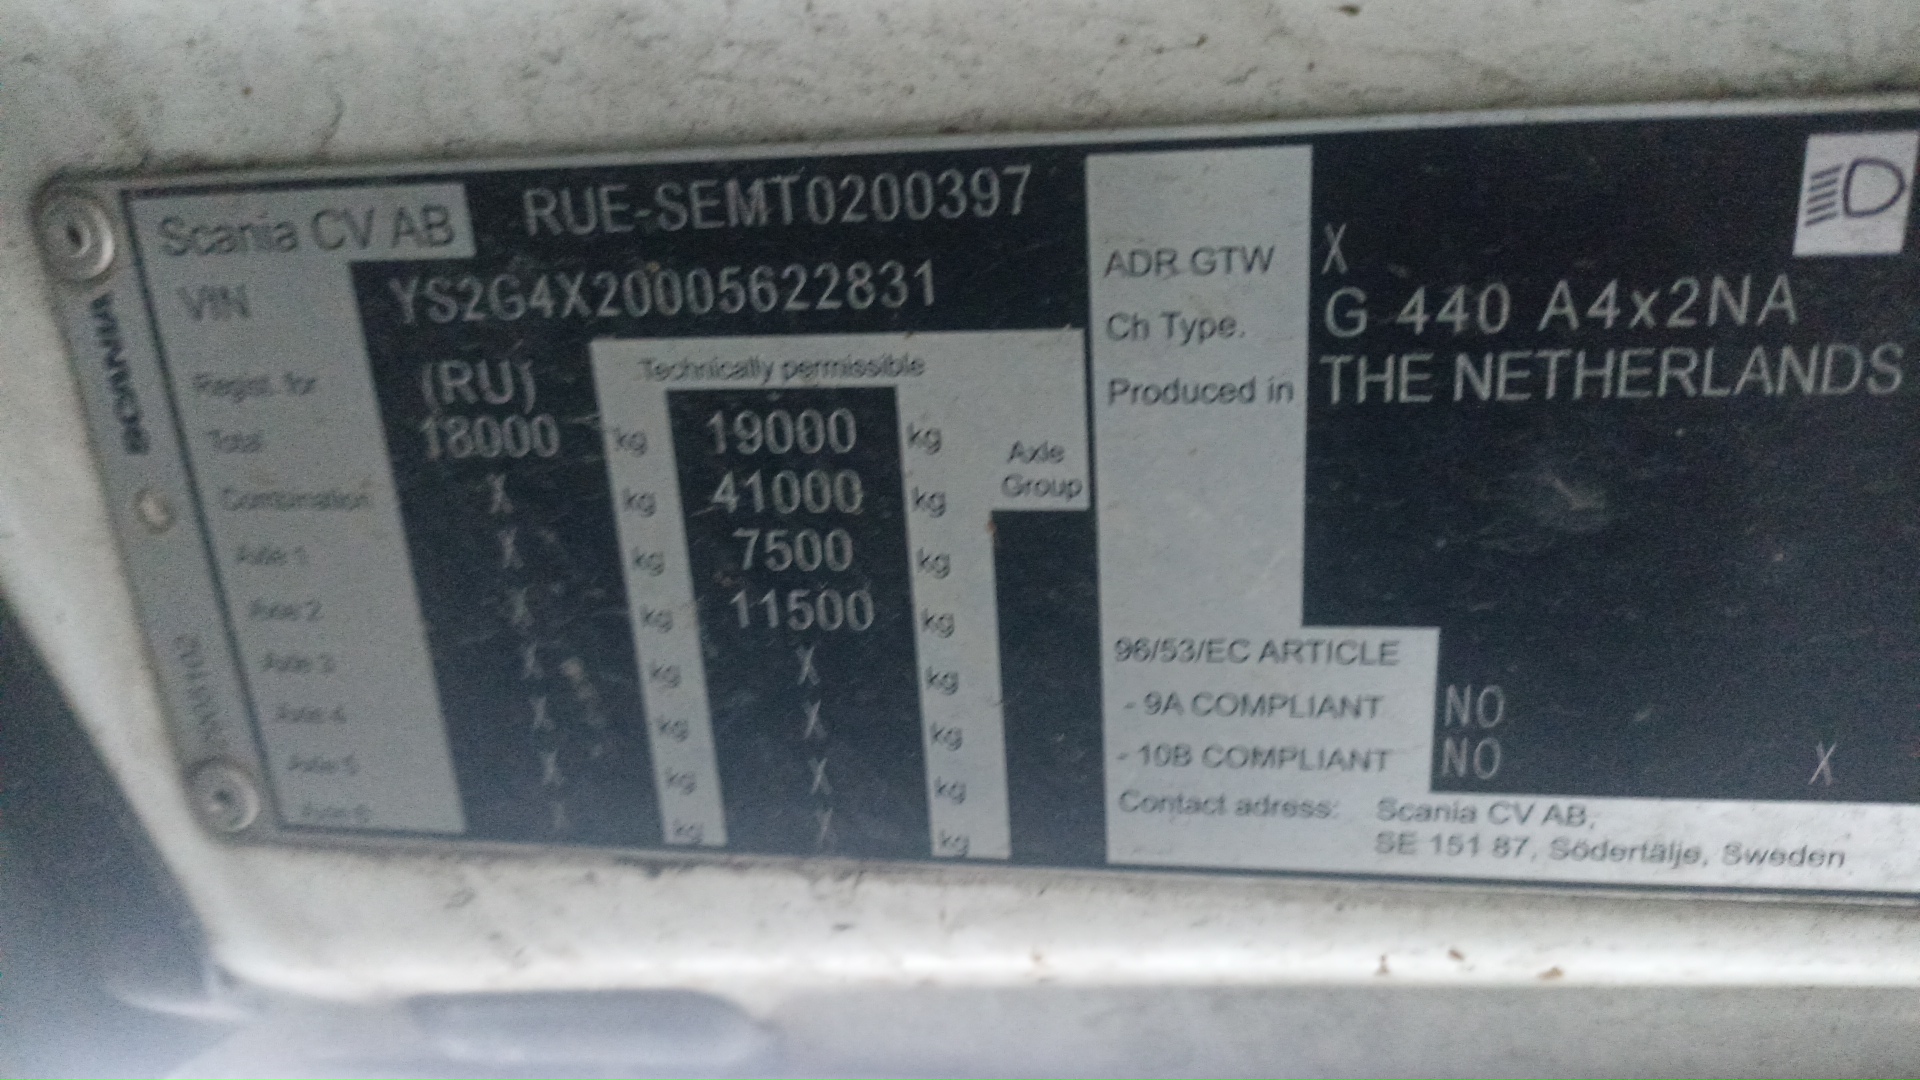 Scania CV AB RUE-SEMT0200397
VIN YS2G4X20005622831
Regist. for (RU) Technically permissible
Total 18000 kg 19000 kg Axle Group
Combination X kg 41000 kg
Axle 1 X kg 7500 kg
Axle 2 X kg 11500 kg
Axle 3 X kg X kg
Axle 4 X kg X kg
Axle 5 X kg X kg
Axle 6 X kg X kg
ADR GTW X
Ch Type. G 440 A4x2NA
Produced in THE NETHERLANDS
96/53/EC ARTICLE
- 9A COMPLIANT NO
- 10B COMPLIANT NO X
Contact adress: Scania CV AB,
SE 151 87, Södertälje, Sweden